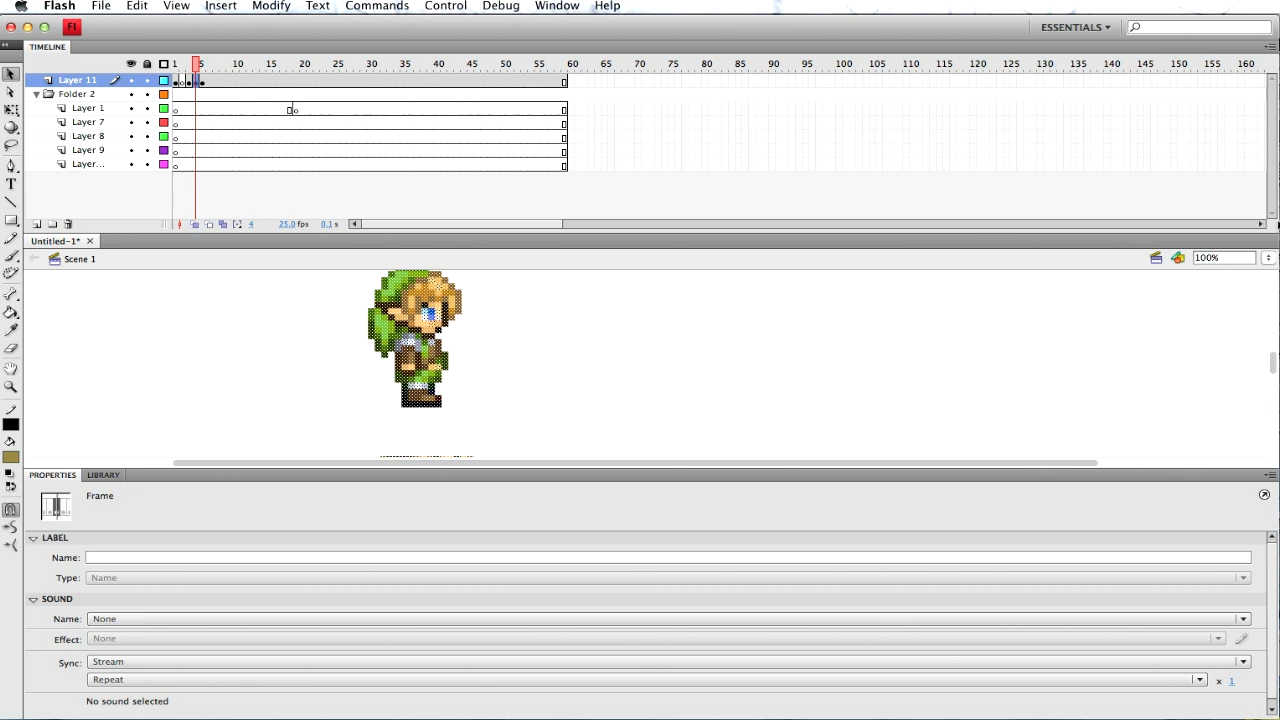 Flash File Edit View Insert Modify Text Commands Control Debug Window Help
Fl ESSENTIALS
TIMELINE
1 5 10 15 20 25 30 35 40 45 50 55 60 65 70 75 80 85 90 95 100 105 110 115 120 125 130 135 140 145 150 155 160
Layer 11
Folder 2
Layer 1
Layer 7
Layer 8
Layer 9
Layer...
4 25.0 fps 0.1 s
Untitled-1*
Scene 1 100%
T
PROPERTIES LIBRARY
Frame
LABEL
Name:
Type: Name
SOUND
Name: None
Effect: None
Sync: Stream
Repeat x 1
No sound selected